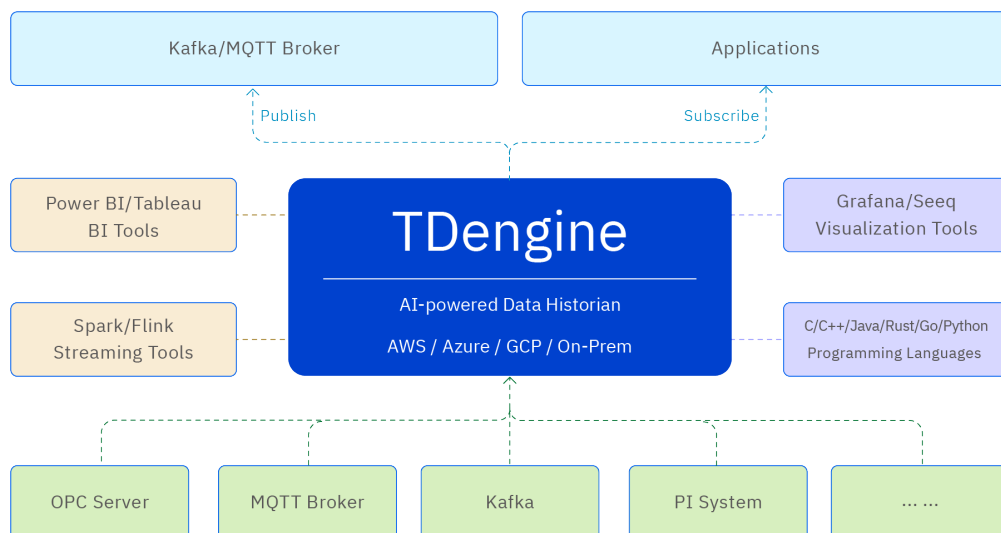 Kafka/MQTT Broker
Applications
Publish
Subscribe
Power BI/Tableau
BI Tools
TDengine
AI-powered Data Historian
AWS / Azure / GCP / On-Prem
Grafana/Seeq
Visualization Tools
Spark/Flink
Streaming Tools
C/C++/Java/Rust/Go/Python
Programming Languages
OPC Server
MQTT Broker
Kafka
PI System
... ...